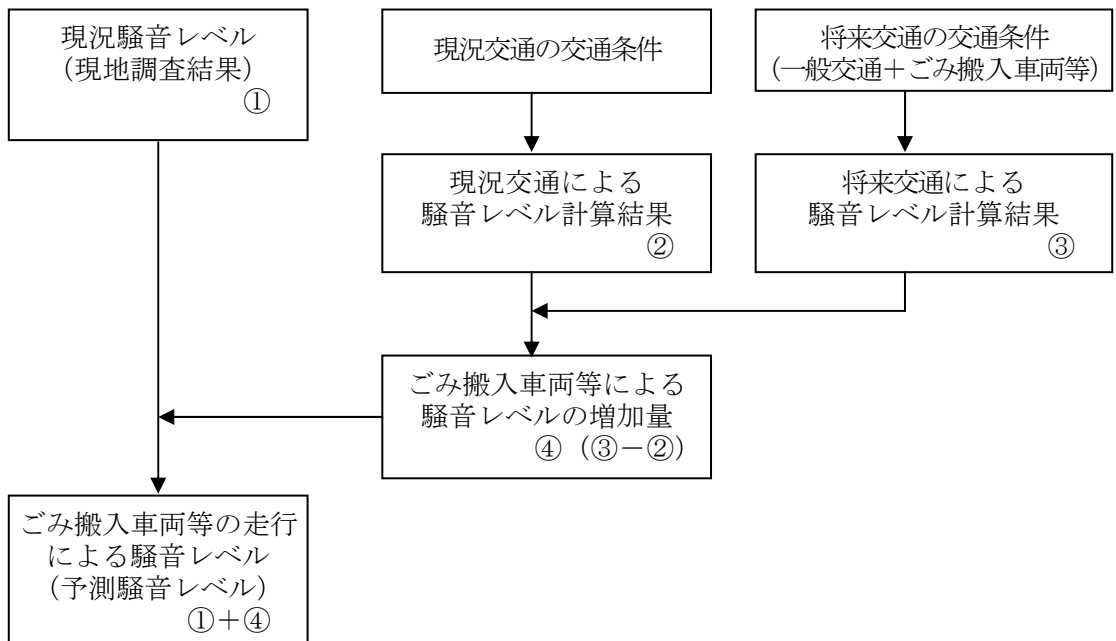 現況騒音レベル
（現地調査結果）
①
現況交通の交通条件
将来交通の交通条件
（一般交通＋ごみ搬入車両等）
現況交通による
騒音レベル計算結果
②
将来交通による
騒音レベル計算結果
③
ごみ搬入車両等による
騒音レベルの増加量
④（③－②）
ごみ搬入車両等の走行
による騒音レベル
（予測騒音レベル）
①＋④